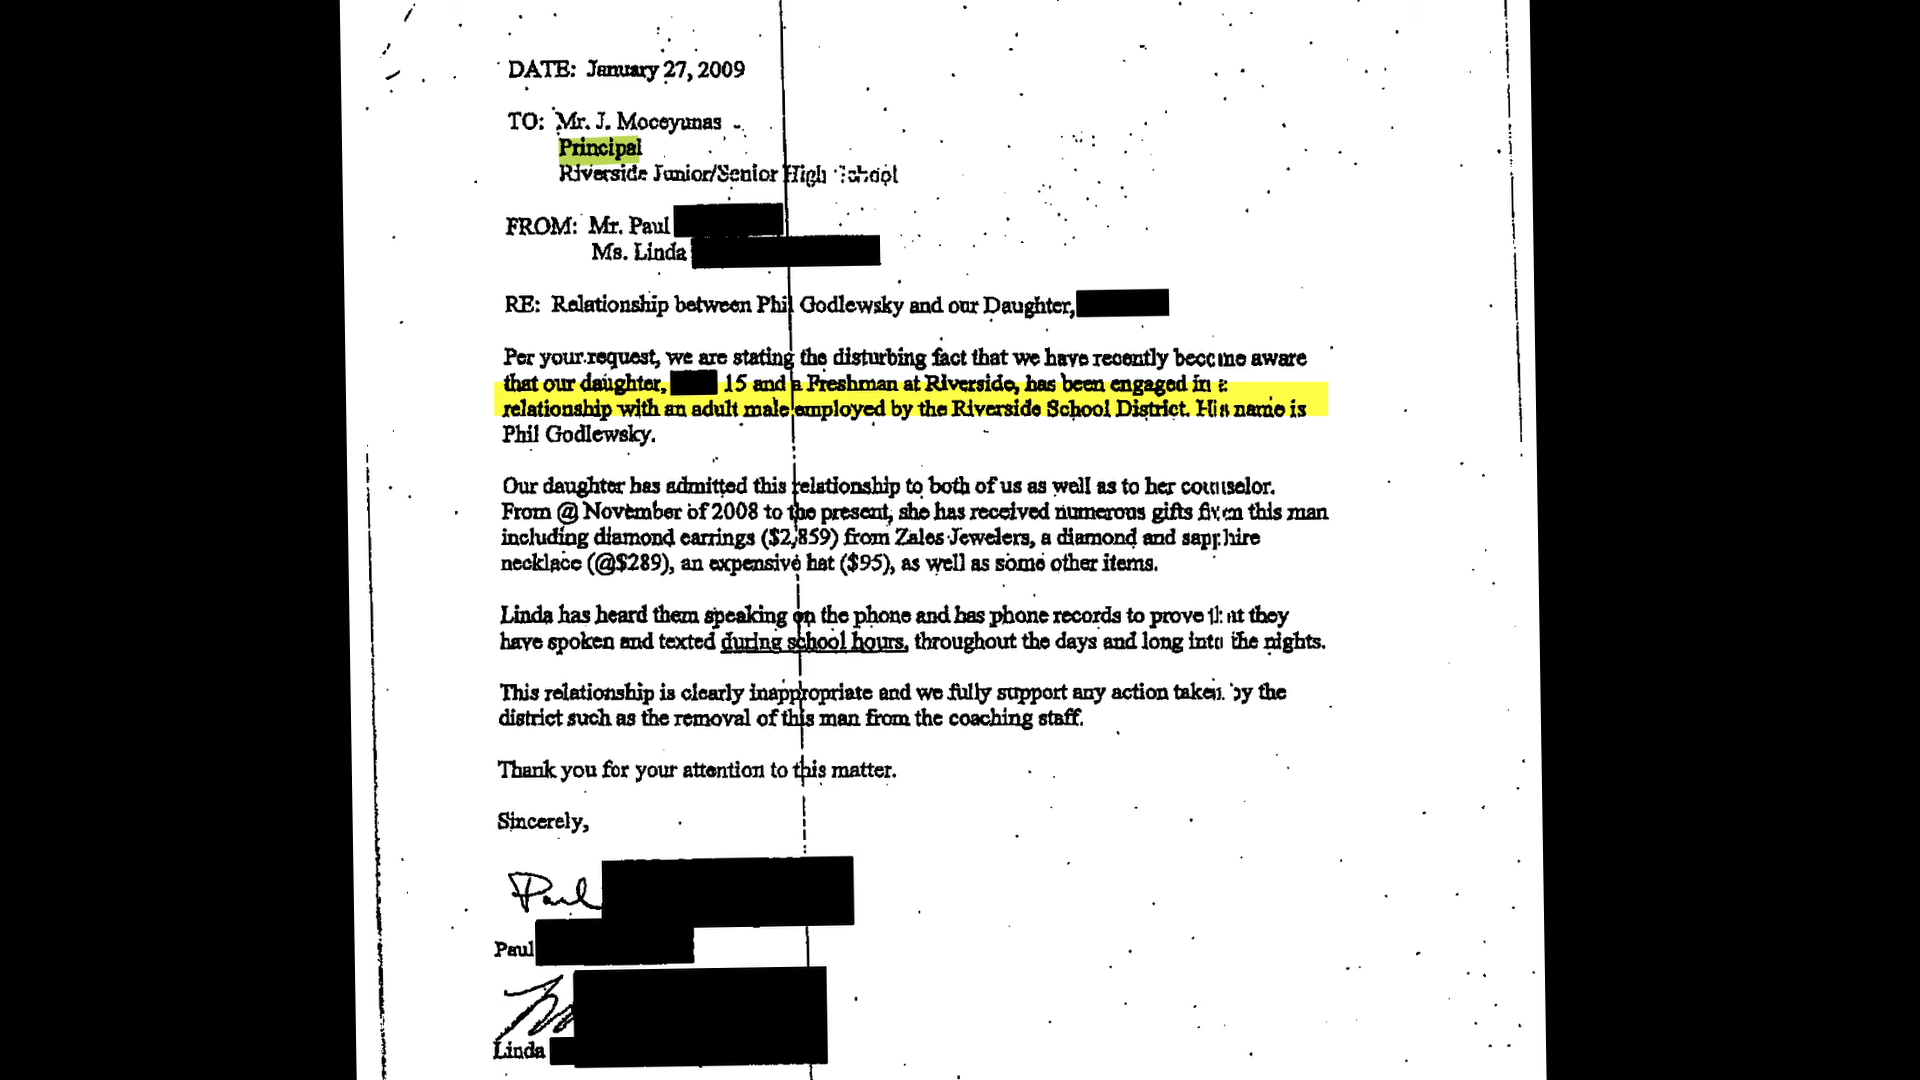 DATE: January 27, 2009
TO: Mr. J. Moceyunas
Principal
Riverside Junior/Senior High School
FROM: Mr. Paul
Ms. Linda
RE: Relationship between Phil Godlewsky and our Daughter,
Per your request, we are stating the disturbing fact that we have recently become aware
that our daughter, 15 and a Freshman at Riverside, has been engaged in a
relationship with an adult male employed by the Riverside School District. His name is
Phil Godlewsky.
Our daughter has admitted this relationship to both of us as well as to her counselor.
From @ November of 2008 to the present, she has received numerous gifts from this man
including diamond earrings ($2,859) from Zales Jewelers, a diamond and sapphire
necklace (@$289), an expensive hat ($95), as well as some other items.
Linda has heard them speaking on the phone and has phone records to prove that they
have spoken and texted during school hours, throughout the days and long into the nights.
This relationship is clearly inappropriate and we fully support any action taken by the
district such as the removal of this man from the coaching staff.
Thank you for your attention to this matter.
Sincerely,
Paul
Paul
Linda